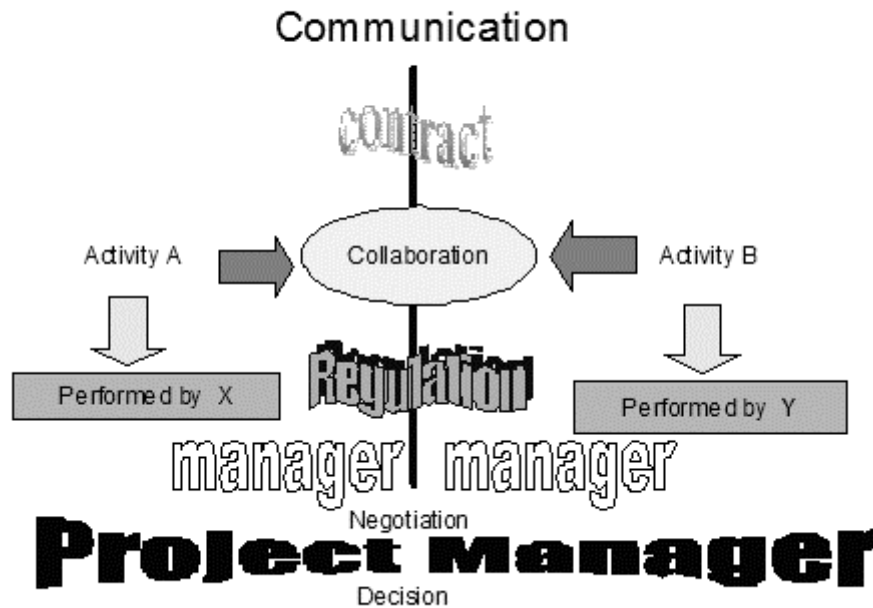 Communication
contract
Activity A
Collaboration
Activity B
Performed by X
Regulation
Performed by Y
manager manager
Negotiation
Project Manager
Decision